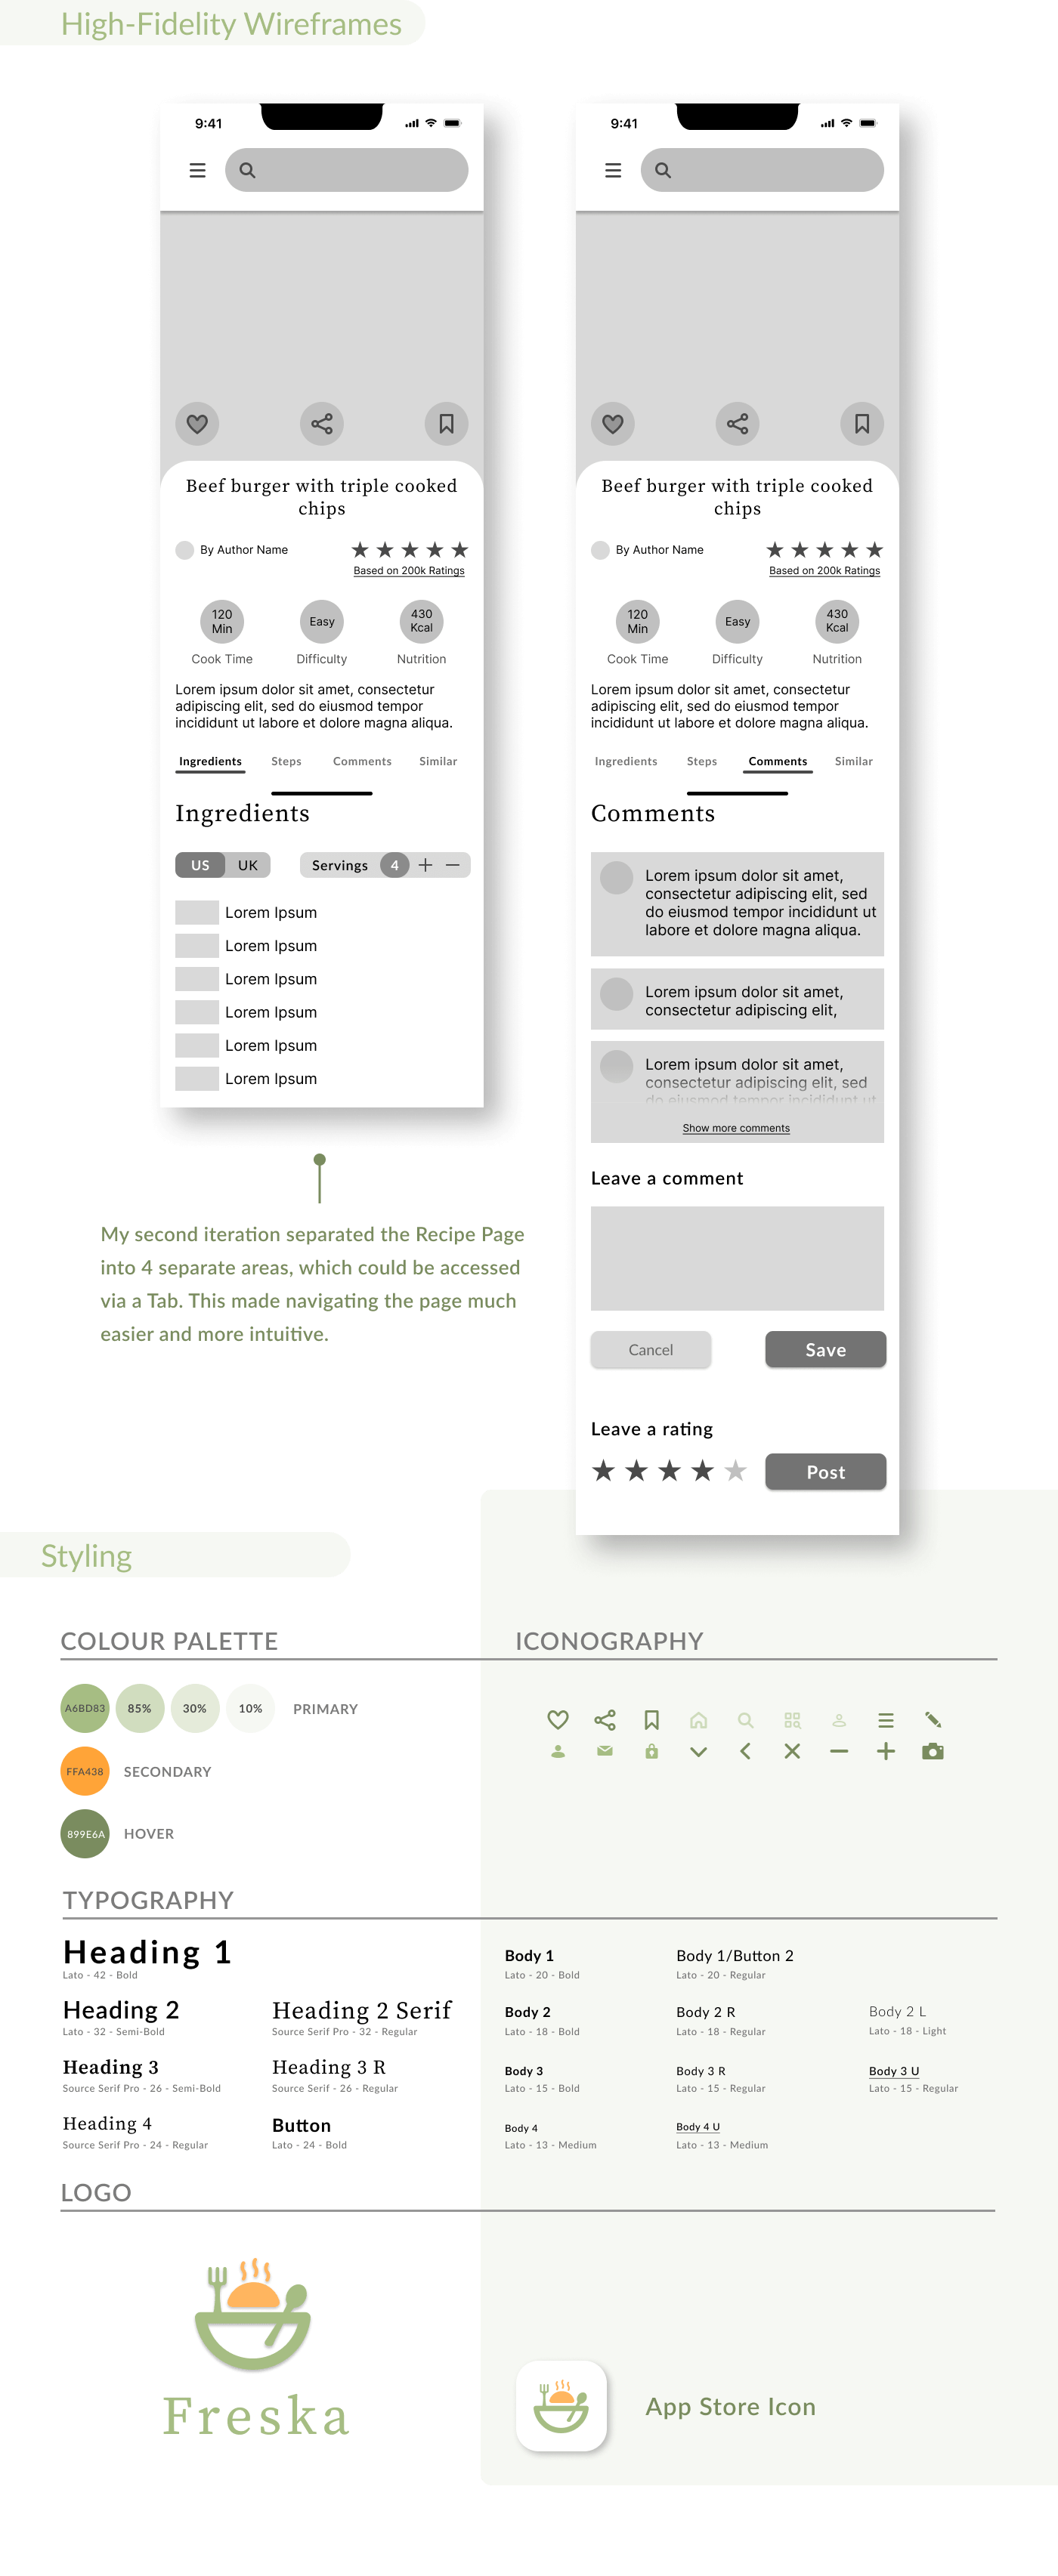 High-Fidelity Wireframes
9:41
Beef burger with triple cooked
chips
By Author Name
Based on 200k Ratings
120
Min
Easy
430
Kcal
Cook Time
Difficulty
Nutrition
Lorem ipsum dolor sit amet, consectetur
adipiscing elit, sed do eiusmod tempor
incididunt ut labore et dolore magna aliqua.
Ingredients Steps Comments Similar
Ingredients
US UK
Servings 4
Lorem Ipsum
Lorem Ipsum
Lorem Ipsum
Lorem Ipsum
Lorem Ipsum
Lorem Ipsum
My second iteration separated the Recipe Page
into 4 separate areas, which could be accessed
via a Tab. This made navigating the page much
easier and more intuitive.
9:41
Beef burger with triple cooked
chips
By Author Name
Based on 200k Ratings
120
Min
Easy
430
Kcal
Cook Time
Difficulty
Nutrition
Lorem ipsum dolor sit amet, consectetur
adipiscing elit, sed do eiusmod tempor
incididunt ut labore et dolore magna aliqua.
Ingredients Steps Comments Similar
Comments
Lorem ipsum dolor sit amet,
consectetur adipiscing elit, sed
do eiusmod tempor incididunt ut
labore et dolore magna aliqua.
Lorem ipsum dolor sit amet,
consectetur adipiscing elit,
Lorem ipsum dolor sit amet,
consectetur adipiscing elit, sed
do eiusmod tempor incididunt ut
Show more comments
Leave a comment
Cancel
Save
Leave a rating
Post
Styling
COLOUR PALETTE
A6BD83 85% 30% 10% PRIMARY
FFA438 SECONDARY
899E6A HOVER
ICONOGRAPHY
TYPOGRAPHY
Heading 1
Lato - 42 - Bold
Heading 2
Lato - 32 - Semi-Bold
Heading 2 Serif
Source Serif Pro - 32 - Regular
Heading 3
Source Serif Pro - 26 - Semi-Bold
Heading 3 R
Source Serif - 26 - Regular
Heading 4
Source Serif Pro - 24 - Regular
Button
Lato - 24 - Bold
Body 1
Lato - 20 - Bold
Body 1/Button 2
Lato - 20 - Regular
Body 2
Lato - 18 - Bold
Body 2 R
Lato - 18 - Regular
Body 2 L
Lato - 18 - Light
Body 3
Lato - 15 - Bold
Body 3 R
Lato - 15 - Regular
Body 3 U
Lato - 15 - Regular
Body 4
Lato - 13 - Medium
Body 4 U
Lato - 13 - Medium
LOGO
Freska
App Store Icon